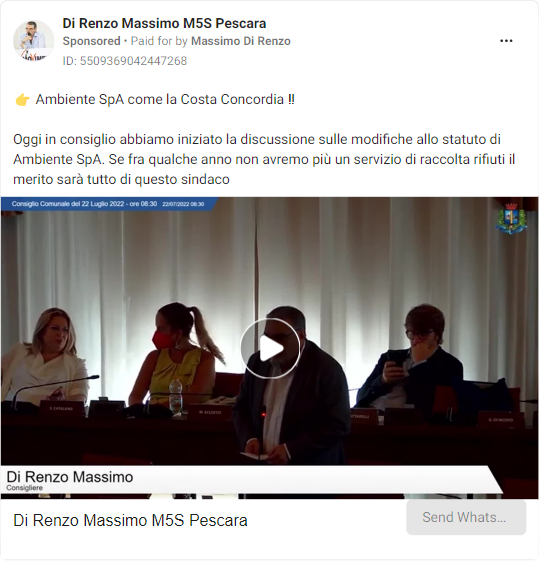 Di Renzo Massimo M5S Pescara
Sponsored • Paid for by Massimo Di Renzo
ID: 5509369042447268
👉 Ambiente SpA come la Costa Concordia ‼
Oggi in consiglio abbiamo iniziato la discussione sulle modifiche allo statuto di
Ambiente SpA. Se fra qualche anno non avremo più un servizio di raccolta rifiuti il
merito sarà tutto di questo sindaco
Consiglio Comunale del 22 Luglio 2022 - ore 08:30 22/07/2022 08:30
Di Renzo Massimo
Consigliere
Di Renzo Massimo M5S Pescara
Send Whats...